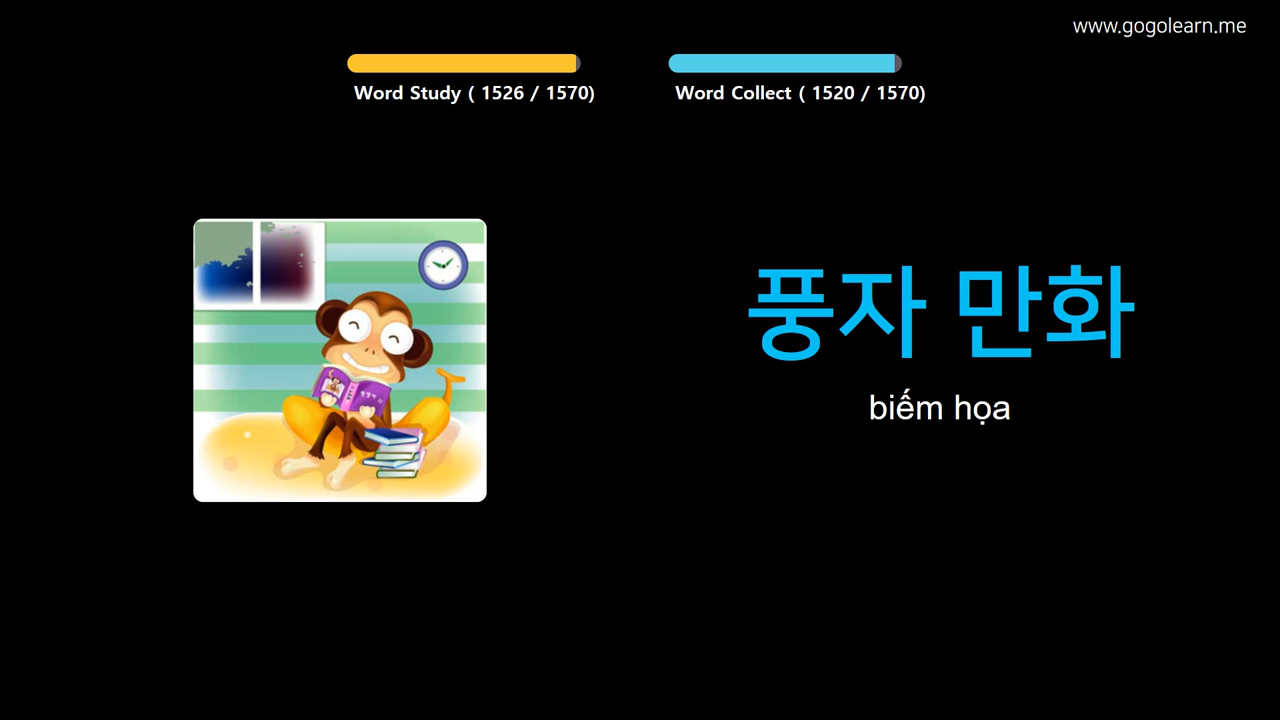 www.gogolearn.me
Word Study ( 1526 / 1570)
Word Collect ( 1520 / 1570)
풍자 만화
biếm họa